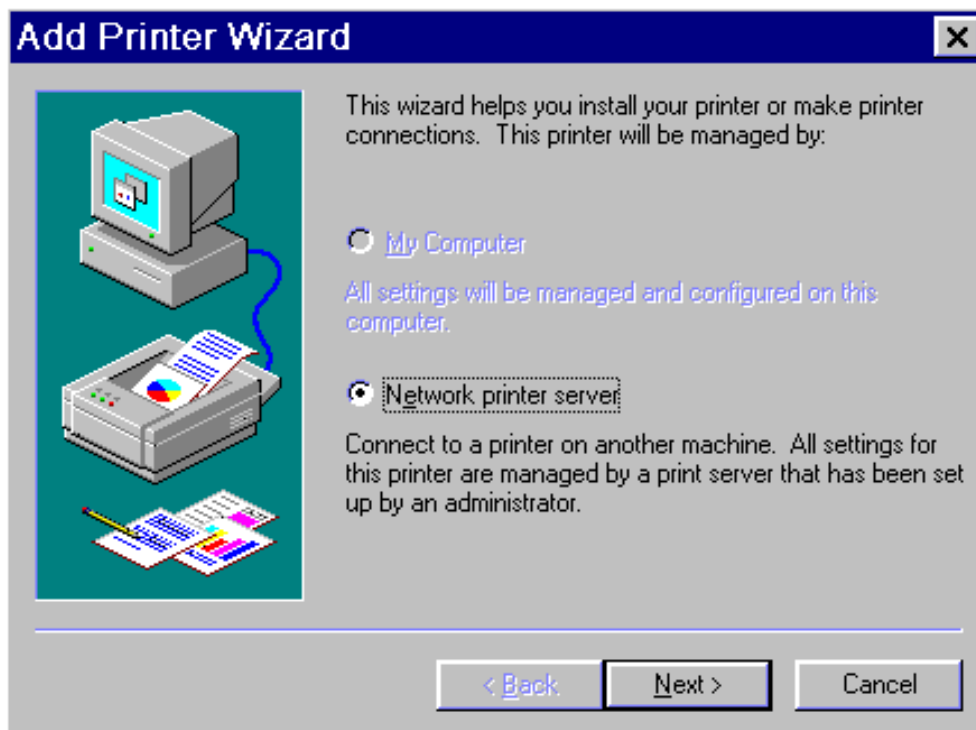 Add Printer Wizard
This wizard helps you install your printer or make printer
connections.  This printer will be managed by:
My Computer
All settings will be managed and configured on this
computer.
Network printer server
Connect to a printer on another machine.  All settings for
this printer are managed by a print server that has been set
up by an administrator.
< Back
Next >
Cancel